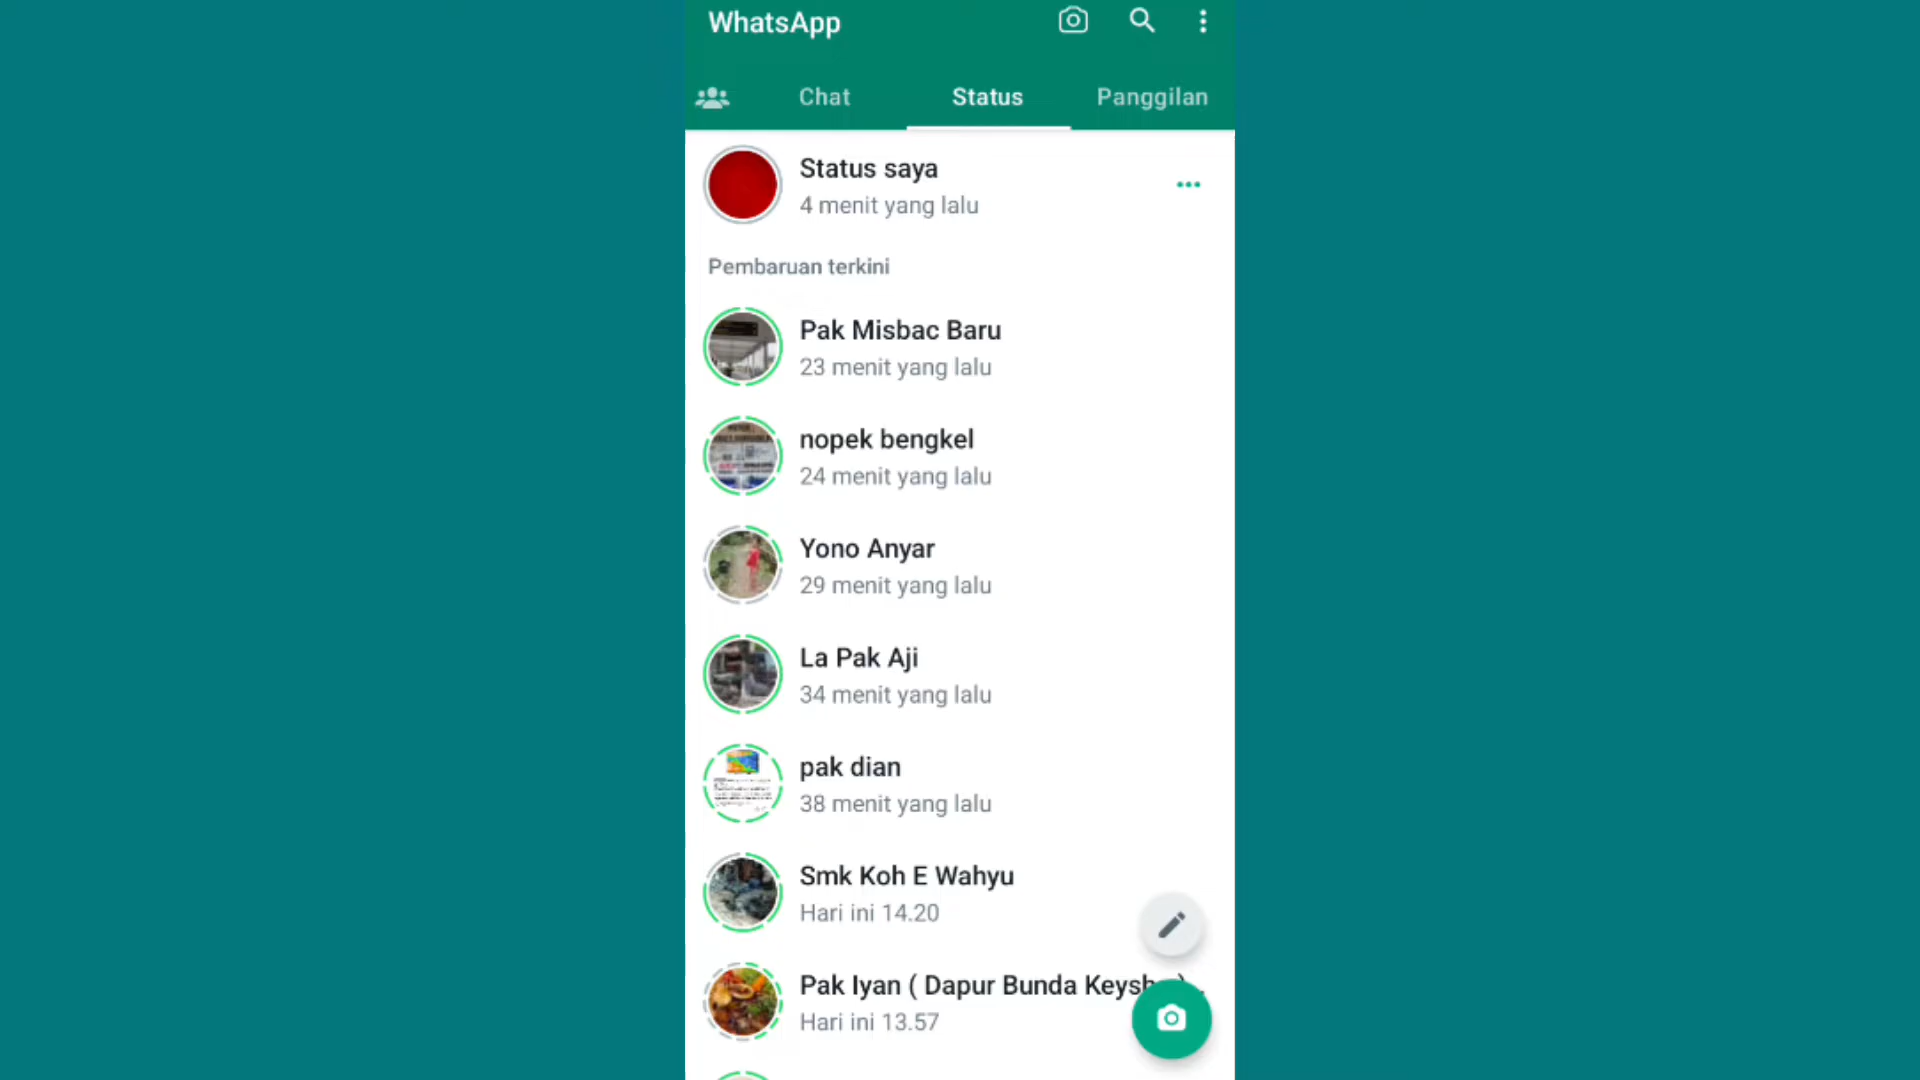 WhatsApp
Chat
Status
Panggilan
Status saya
4 menit yang lalu
Pembaruan terkini
Pak Misbac Baru
23 menit yang lalu
nopek bengkel
24 menit yang lalu
Yono Anyar
29 menit yang lalu
La Pak Aji
34 menit yang lalu
pak dian
38 menit yang lalu
Smk Koh E Wahyu
Hari ini 14.20
Pak Iyan ( Dapur Bunda
Hari ini 13.57